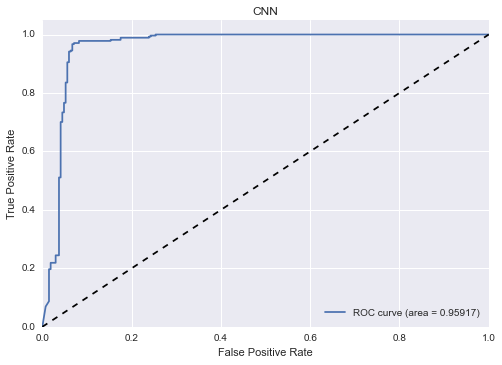 CNN
1.0
0.8
0.6
0.4
0.2
0.0
True Positive Rate
ROC curve (area = 0.95917)
0.0 0.2 0.4 0.6 0.8 1.0
False Positive Rate